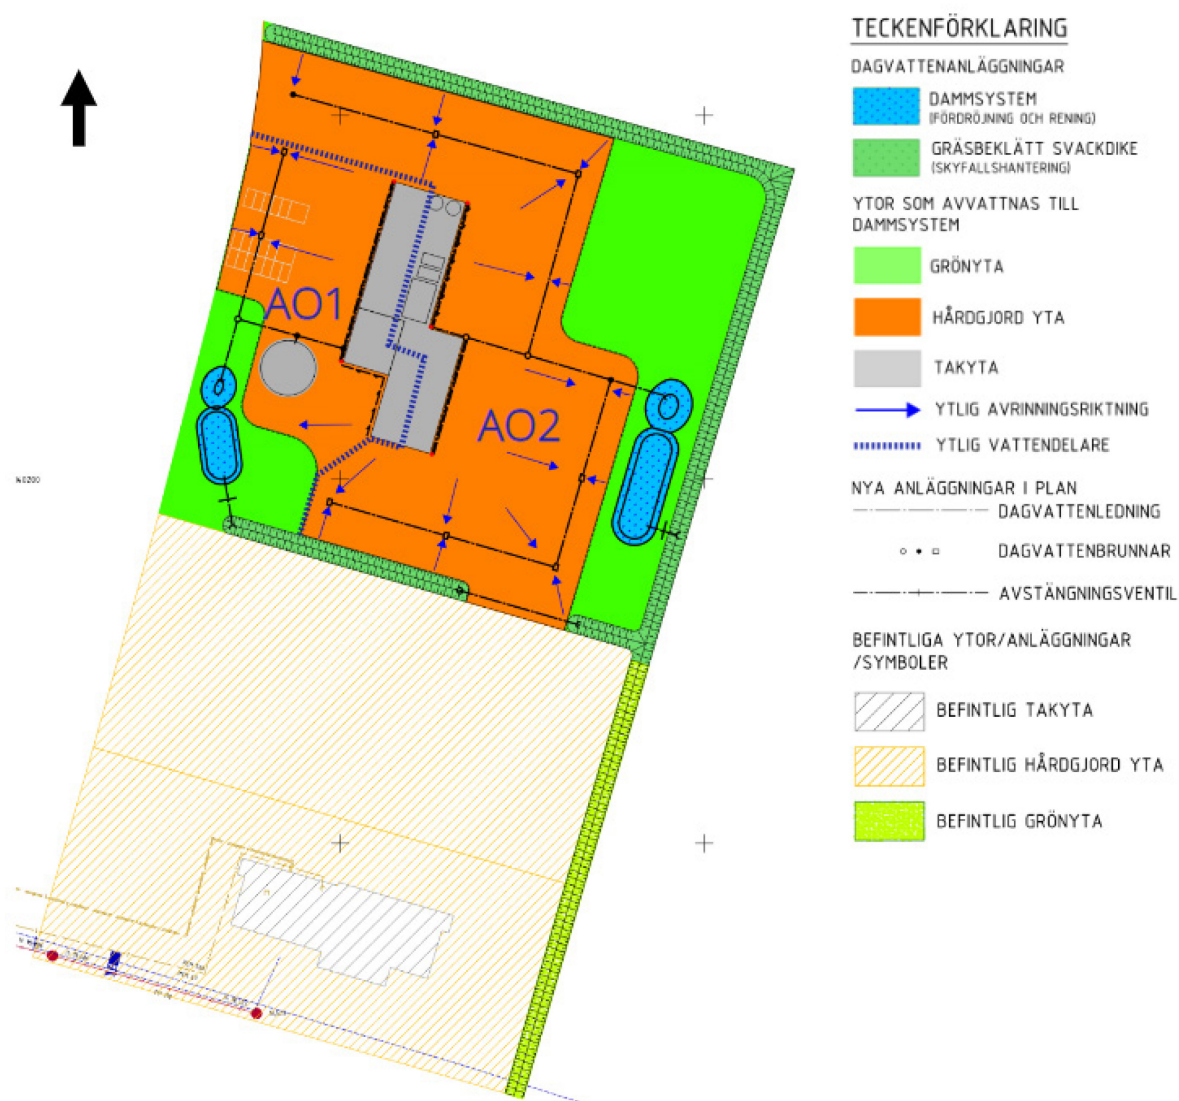 TECKENFÖRKLARING
DAGVATTENANLÄGGNINGAR
DAMMSYSTEM
(FÖRDRÖJNING OCH RENING)
GRÄSBEKLÄTT SVACKDIKE
(SKYFALLSHANTERING)
YTOR SOM AVVATTNAS TILL
DAMMSYSTEM
GRÖNYTA
HÅRDGJORD YTA
TAKYTA
YTLIG AVRINNINGSRIKTNING
YTLIG VATTENDELARE
NYA ANLÄGGNINGAR I PLAN
DAGVATTENLEDNING
DAGVATTENBRUNNAR
AVSTÄNGNINGSVENTIL
BEFINTLIGA YTOR/ANLÄGGNINGAR
/SYMBOLER
BEFINTLIG TAKYTA
BEFINTLIG HÅRDGJORD YTA
BEFINTLIG GRÖNYTA
AO1
AO2